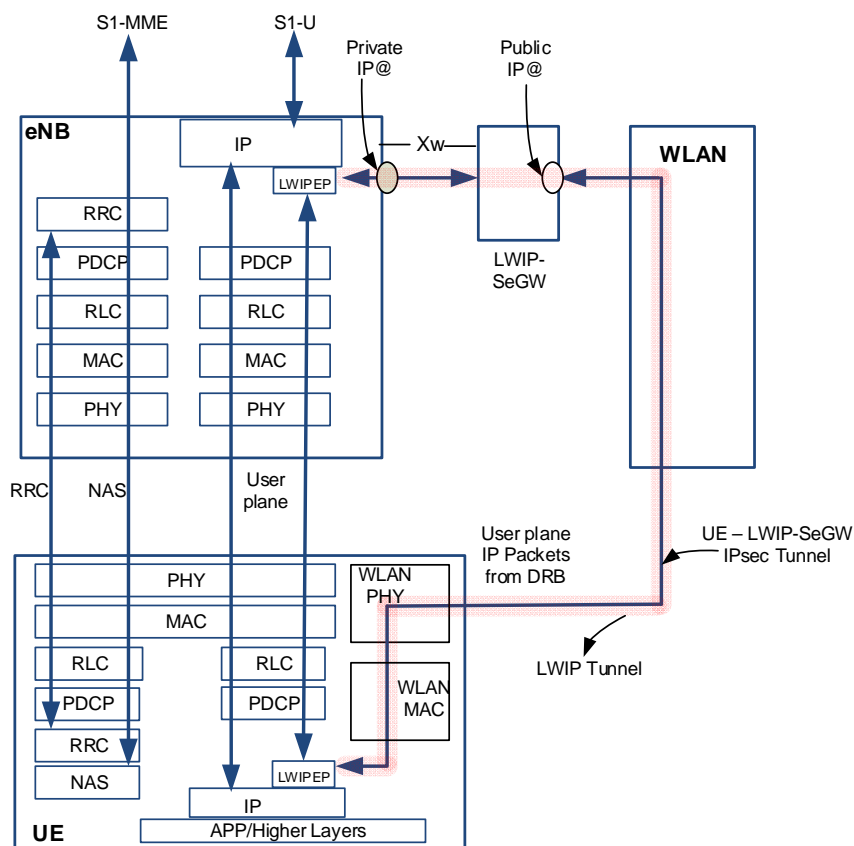 S1-MME
S1-U
Private
IP@
Public
IP@
eNB
IP
Xw
WLAN
LWIPEP
RRC
PDCP
PDCP
LWIP-
SeGW
RLC
RLC
MAC
MAC
PHY
PHY
RRC
NAS
User
plane
User plane
IP Packets
from DRB
UE – LWIP-SeGW
IPsec Tunnel
PHY
WLAN
PHY
MAC
RLC
RLC
LWIP Tunnel
PDCP
PDCP
WLAN
MAC
RRC
NAS
LWIPEP
IP
APP/Higher Layers
UE